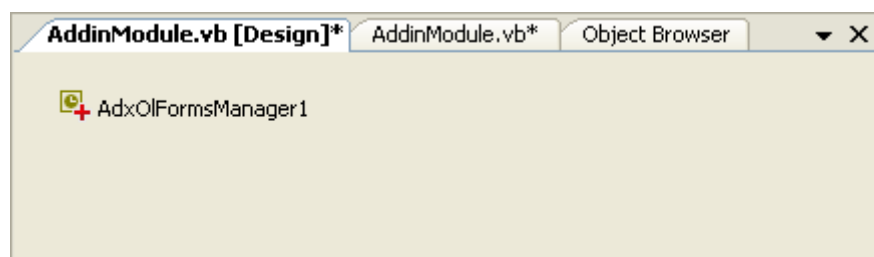 AddinModule.vb [Design]* AddinModule.vb* Object Browser
AdxOlFormsManager1